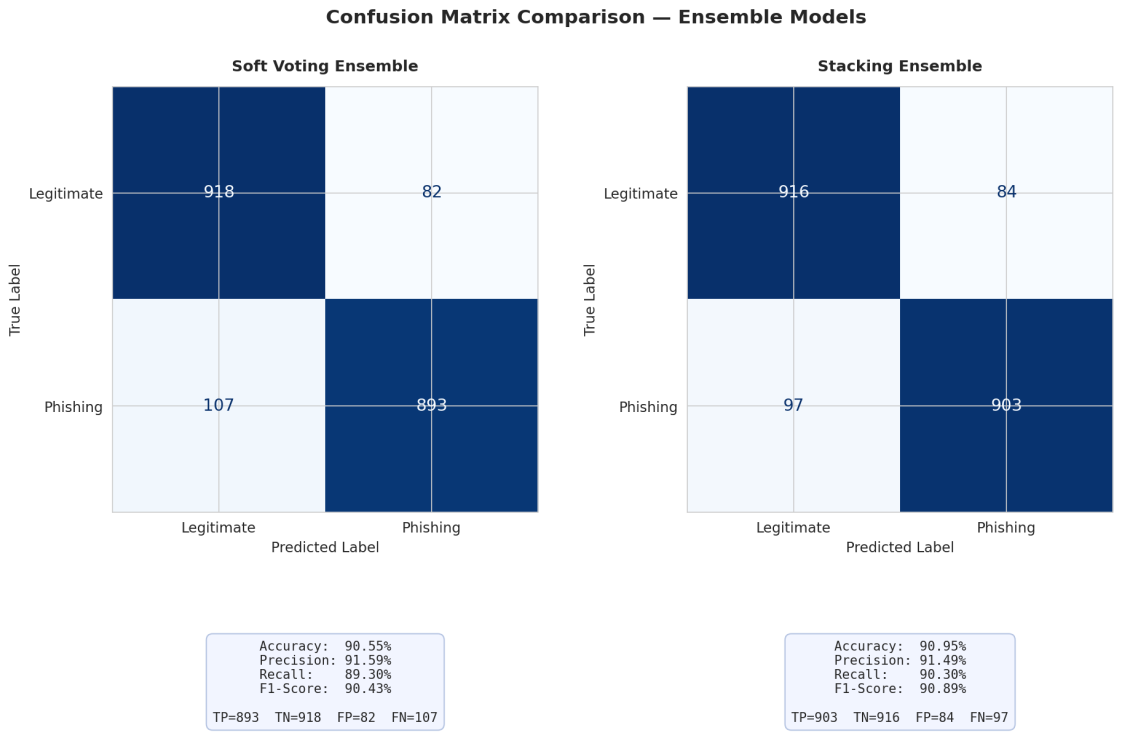 Confusion Matrix Comparison — Ensemble Models
Soft Voting Ensemble
True Label
Legitimate
918
82
Phishing
107
893
Legitimate
Phishing
Predicted Label
Accuracy: 90.55%
Precision: 91.59%
Recall: 89.30%
F1-Score: 90.43%
TP=893 TN=918 FP=82 FN=107
Stacking Ensemble
True Label
Legitimate
916
84
Phishing
97
903
Legitimate
Phishing
Predicted Label
Accuracy: 90.95%
Precision: 91.49%
Recall: 90.30%
F1-Score: 90.89%
TP=903 TN=916 FP=84 FN=97